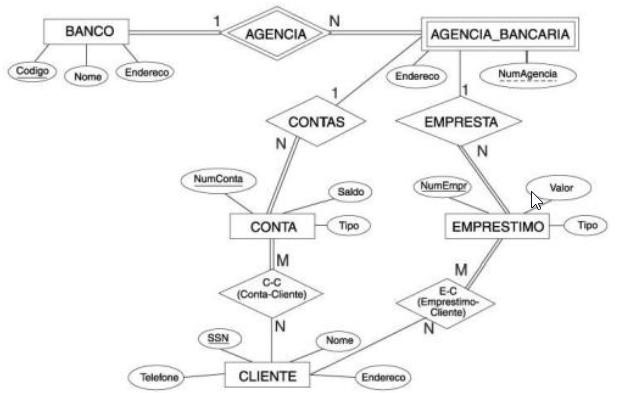 1
N
BANCO
AGENCIA
AGENCIA_BANCARIA
Codigo
Nome
Endereco
Endereco
NumAgencia
1
1
CONTAS
EMPRESTA
N
N
NumConta
Saldo
NumEmpr
Valor
CONTA
Tipo
EMPRESTIMO
Tipo
M
M
C-C
(Conta-Cliente)
E-C
(Emprestimo-
Cliente)
N
N
SSN
Nome
Telefone
CLIENTE
Endereco